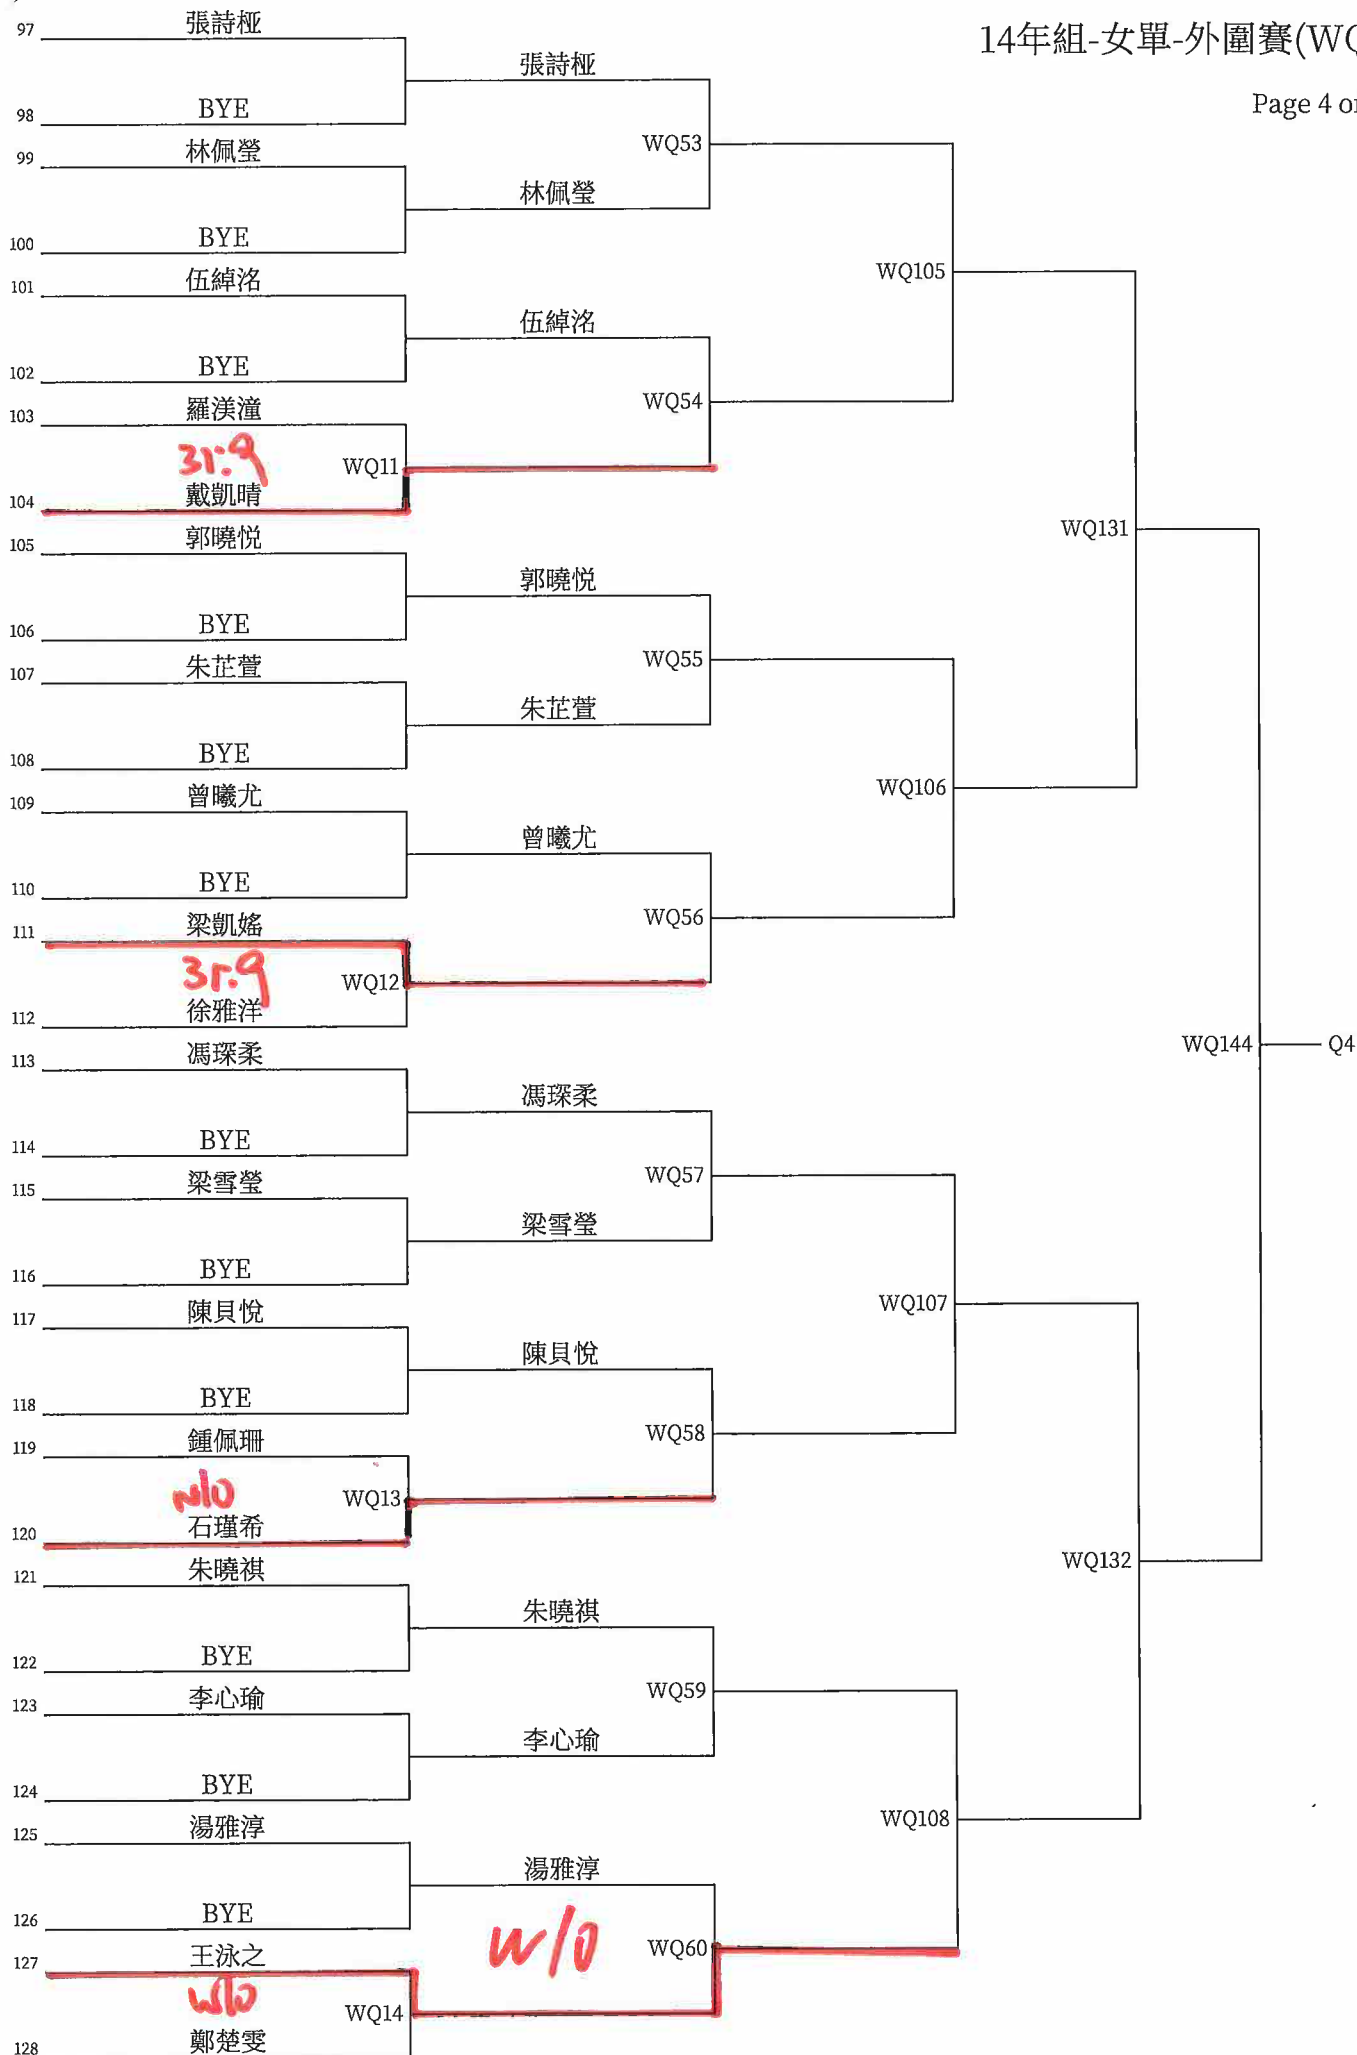 14年組-女單-外圍賽(WQ
Page 4 o
97 張詩椏
張詩椏
98 BYE
WQ53
99 林佩瑩
林佩瑩
100 BYE
WQ105
101 伍綽洺
伍綽洺
102 BYE
WQ54
103 羅渼潼
31:9 WQ11
104 戴凱晴
WQ131
105 郭曉悦
郭曉悦
106 BYE
WQ55
107 朱芷萱
朱芷萱
108 BYE
WQ106
109 曾曦尤
曾曦尤
110 BYE
WQ56
111 梁凱媱
WQ12
112 徐雅洋
WQ144 Q4
113 馮琛柔
馮琛柔
114 BYE
WQ57
115 梁雪瑩
梁雪瑩
116 BYE
WQ107
117 陳貝悅
陳貝悅
118 BYE
WQ58
119 鍾佩珊
w/o WQ13
120 石瑾希
WQ132
121 朱曉祺
朱曉祺
122 BYE
WQ59
123 李心瑜
李心瑜
124 BYE
WQ108
125 湯雅淳
湯雅淳
126 BYE
w/o WQ60
127 王泳之
w/o WQ14
128 鄭楚雯